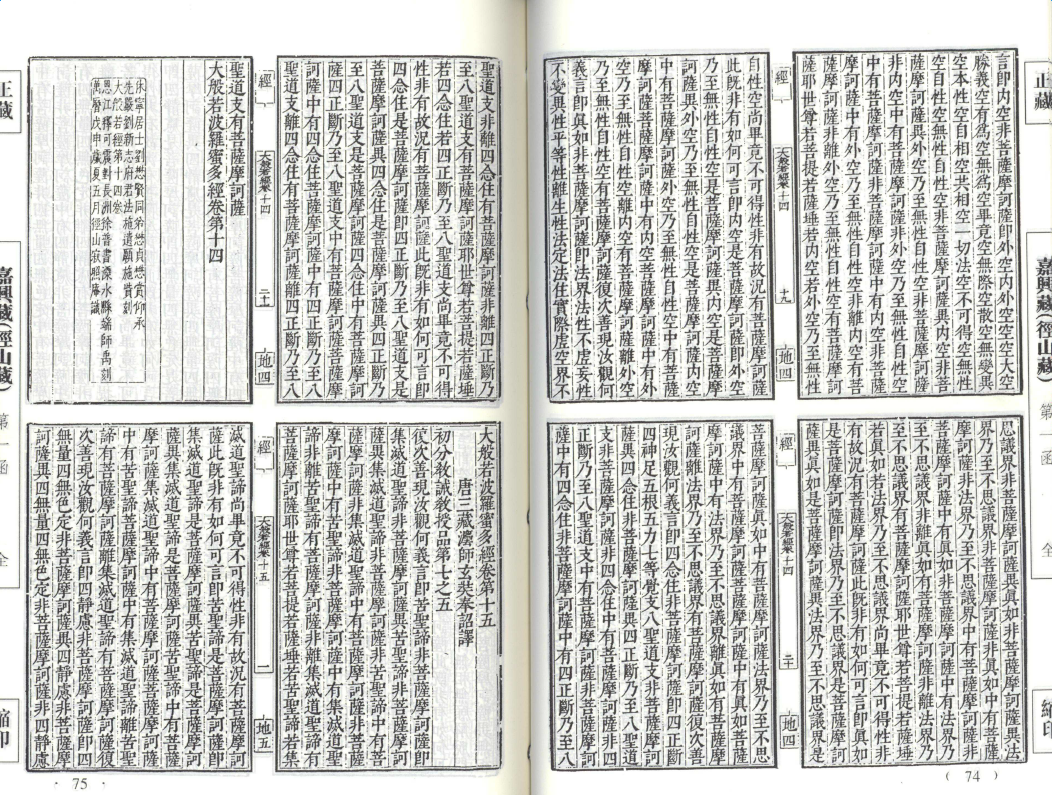 言即內空非菩薩摩訶薩即外空內外空空空大空
勝義空有為空無為空畢竟空無際空散空無變異
空本性空自相空共相空一切法空不可得空無性
空自性空無性自性空非菩薩摩訶薩異內空非菩
薩摩訶薩異外空乃至無性自性空非菩薩摩訶薩
非內空中有菩薩摩訶薩非外空乃至無性自性空
中有菩薩摩訶薩非菩薩摩訶薩中有內空非菩薩
摩訶薩中有外空乃至無性自性空非離內空有菩
薩摩訶薩非離外空乃至無性自性空有菩薩摩訶
薩耶世尊若菩提若薩埵若內空若外空乃至無性
經 大般若經卷十四 十九 地四
自性空尚畢竟不可得性非有故況有菩薩摩訶薩
此既非有如何可言即內空是菩薩摩訶薩即外空
乃至無性自性空是菩薩摩訶薩異內空是菩薩摩
訶薩異外空乃至無性自性空是菩薩摩訶薩內空
中有菩薩摩訶薩外空乃至無性自性空中有菩薩
摩訶薩中有內空菩薩摩訶薩中有外
空乃至無性自性空離內空有菩薩摩訶薩離外空
乃至無性自性空有菩薩摩訶薩復次善現汝觀何
義言即真如非菩薩摩訶薩即法界法性不虛妄性
不變異性平等性離生性法定法住實際虛空界不
思議界非菩薩摩訶薩異真如非菩薩摩訶薩異法
界乃至不思議界非菩薩摩訶薩非真如中有菩薩
摩訶薩非法界乃至不思議界中有菩薩摩訶薩非
菩薩摩訶薩中有真如非菩薩摩訶薩中有法界乃
至不思議界非離真如有菩薩摩訶薩非離法界乃
至不思議界有菩薩摩訶薩耶世尊若菩提若薩埵
若真如若法界乃至不思議界尚畢竟不可得性非
有故況有菩薩摩訶薩此既非有如何可言即真如
是菩薩摩訶薩即法界乃至不思議界是菩薩摩訶
薩異真如是菩薩摩訶薩異法界乃至不思議界是
經 大般若經卷十四 二十 地四
菩薩摩訶薩真如中有菩薩摩訶薩法界乃至不思
議界中有菩薩摩訶薩菩薩摩訶薩中有真如菩薩
摩訶薩中有法界乃至不思議界離真如有菩薩摩
訶薩離法界乃至不思議界有菩薩摩訶薩復次善
現汝觀何義言即四念住非菩薩摩訶薩即四正斷
四神足五根五力七等覺支八聖道支非菩薩摩訶
薩異四念住非菩薩摩訶薩異四正斷乃至八聖道
支非菩薩摩訶薩非四念住中有菩薩摩訶薩非四
正斷乃至八聖道支中有菩薩摩訶薩非菩薩摩訶
薩中有四念住非菩薩摩訶薩中有四正斷乃至八
正藏
嘉興藏(徑山藏)
第一函
全
縮印
( 74 )
聖道支非離四念住有菩薩摩訶薩非離四正斷乃
至八聖道支有菩薩摩訶薩耶世尊若菩提若薩埵
若四念住若四正斷乃至八聖道支尚畢竟不可得
性非有故況有菩薩摩訶薩此既非有如何可言即
四念住是菩薩摩訶薩即四正斷乃至八聖道支是
菩薩摩訶薩異四念住是菩薩摩訶薩異四正斷乃
至八聖道支是菩薩摩訶薩四念住中有菩薩摩訶
薩四正斷乃至八聖道支中有菩薩摩訶薩菩薩摩
訶薩中有四念住菩薩摩訶薩中有四正斷乃至八
聖道支離四念住有菩薩摩訶薩離四正斷乃至八
經 大般若經卷十四 二十一 地四
聖道支有菩薩摩訶薩
大般若波羅蜜多經卷第十四
休寧居士劉懋賢同弟懋貞懋賞仰承
先嚴劉新志府君法
遺願施貲刻
大般若經第十四卷
恩江釋可震對 長洲徐普書 溧水縣端師禹刻
萬曆戊申歲夏五月徑山寂照庵識
大般若波羅蜜多經卷第十五
唐三藏灋師玄奘奉詔譯
初分教誡教授品第七之五
復次善現汝觀何義言即苦聖諦非菩薩摩訶薩即
集滅道聖諦非菩薩摩訶薩異苦聖諦非菩薩摩訶
薩異集滅道聖諦非菩薩摩訶薩非苦聖諦中有菩
薩摩訶薩非集滅道聖諦中有菩薩摩訶薩非菩薩
摩訶薩中有苦聖諦非菩薩摩訶薩中有集滅道聖
諦非離苦聖諦有菩薩摩訶薩非離集滅道聖諦有
菩薩摩訶薩耶世尊若菩提若薩埵若苦聖諦若集
經 大般若經卷十五 一 地五
滅道聖諦尚畢竟不可得性非有故況有菩薩摩訶
薩此既非有如何可言即苦聖諦是菩薩摩訶薩即
集滅道聖諦是菩薩摩訶薩異苦聖諦是菩薩摩訶
薩異集滅道聖諦是菩薩摩訶薩苦聖諦中有菩薩
摩訶薩集滅道聖諦中有菩薩摩訶薩菩薩摩訶薩
中有苦聖諦菩薩摩訶薩中有集滅道聖諦離苦聖
諦有菩薩摩訶薩離集滅道聖諦有菩薩摩訶薩復
次善現汝觀何義言即四靜慮非菩薩摩訶薩即四
無量四無色定非菩薩摩訶薩異四靜慮非菩薩摩
訶薩異四無量四無色定非菩薩摩訶薩非四靜慮
正藏
嘉興藏(徑山藏)
第一函
全
縮印
· 75 ·